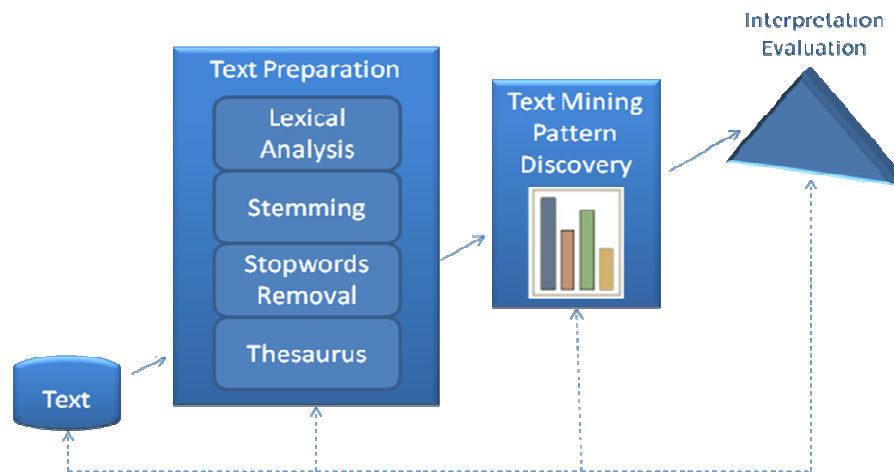 Interpretation
Evaluation
Text Preparation
Lexical
Analysis
Stemming
Stopwords
Removal
Thesaurus
Text Mining
Pattern
Discovery
Text